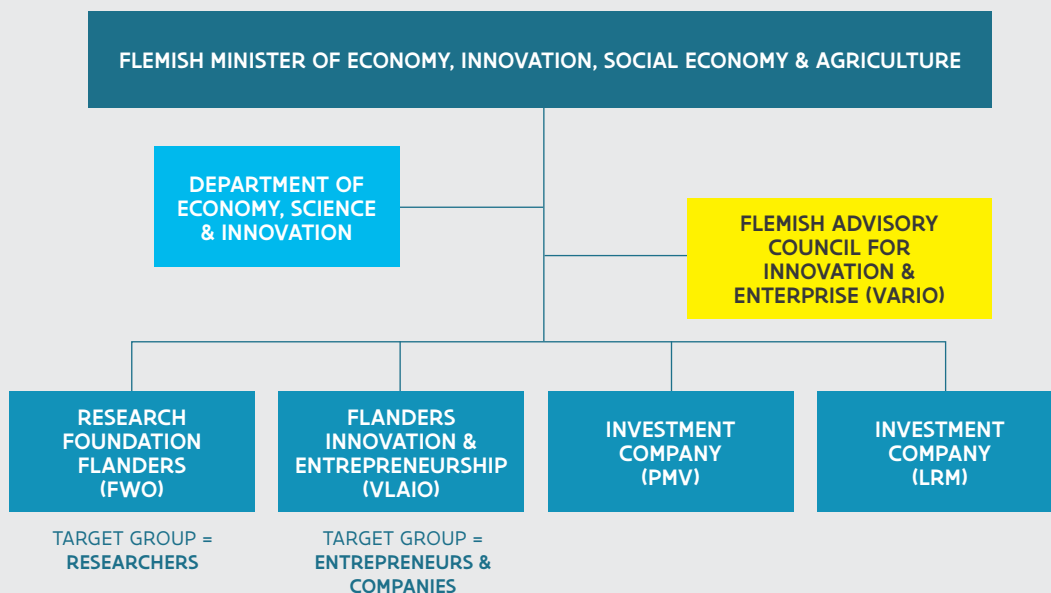 FLEMISH MINISTER OF ECONOMY, INNOVATION, SOCIAL ECONOMY & AGRICULTURE
DEPARTMENT OF
ECONOMY, SCIENCE
& INNOVATION
FLEMISH ADVISORY
COUNCIL FOR
INNOVATION &
ENTERPRISE (VARIO)
RESEARCH
FOUNDATION
FLANDERS
(FWO)
TARGET GROUP =
RESEARCHERS
FLANDERS
INNOVATION &
ENTREPRENEURSHIP
(VLAIO)
TARGET GROUP =
ENTREPRENEURS &
COMPANIES
INVESTMENT
COMPANY
(PMV)
INVESTMENT
COMPANY
(LRM)